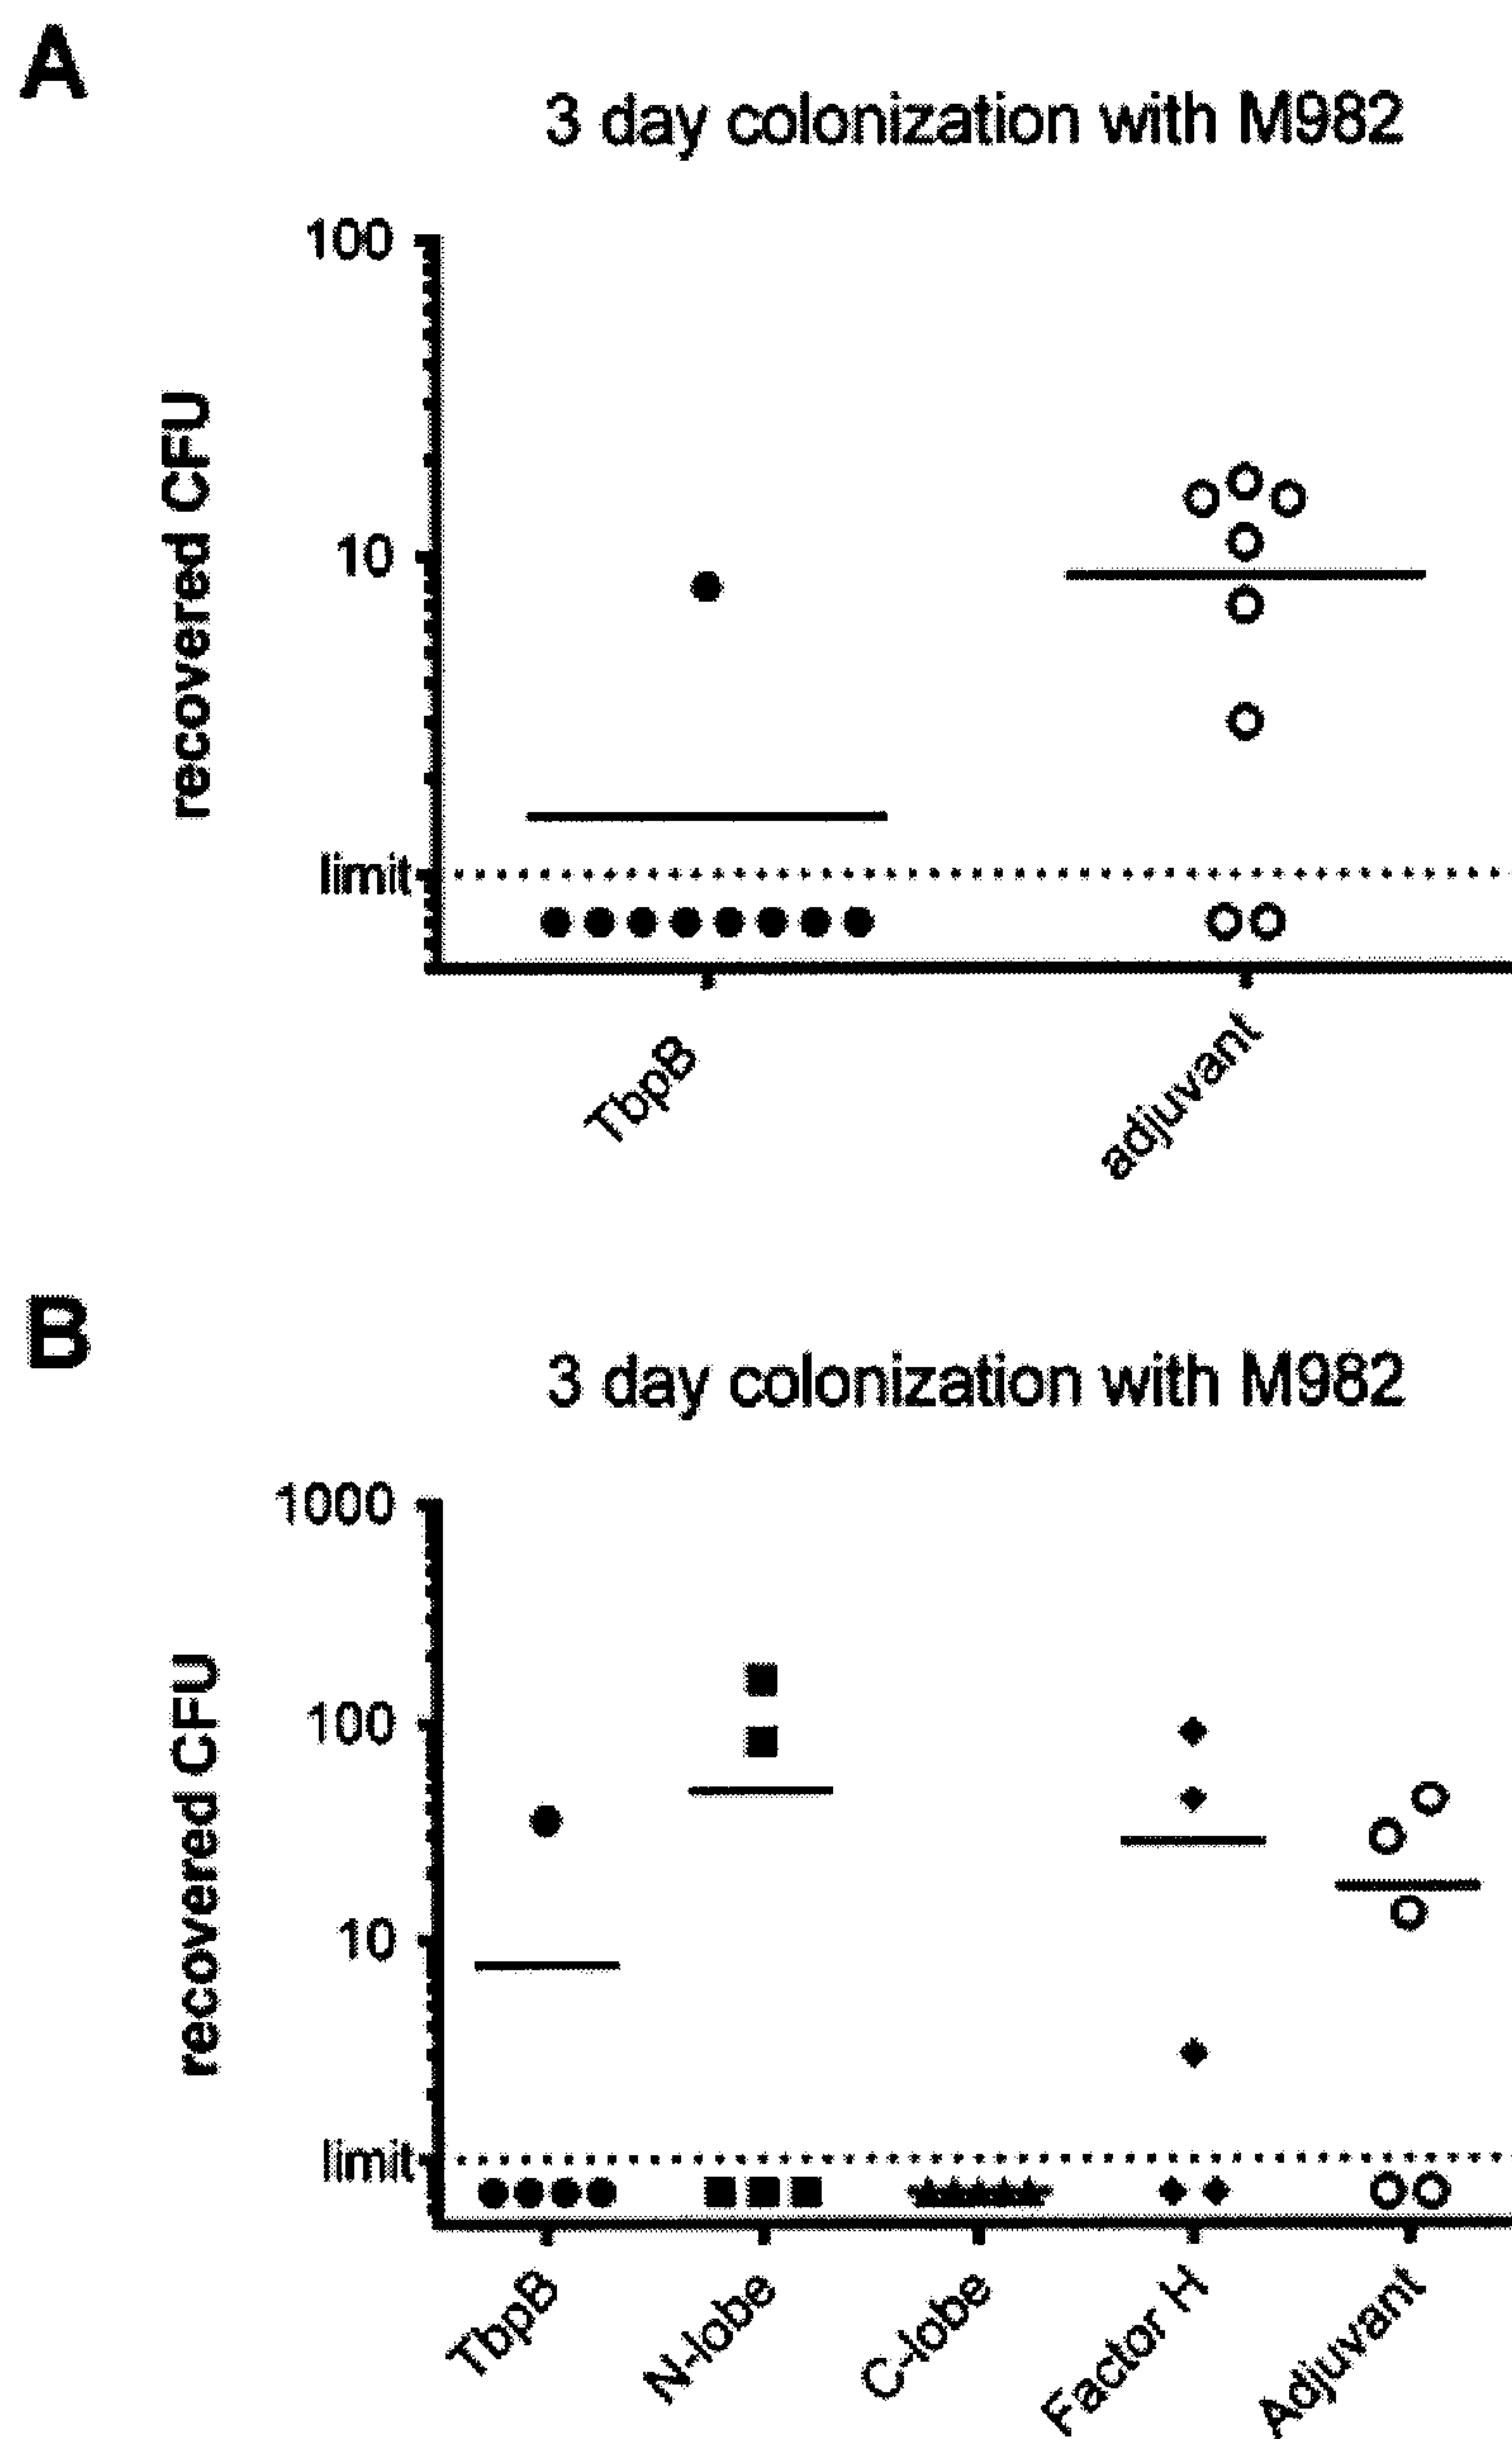 A
3 day colonization with M982
100
10
limit
recovered CFU
TbpB
adjuvant
B
3 day colonization with M982
1000
100
10
limit
recovered CFU
TbpB
N-lobe
C-lobe
Factor H
Adjuvant